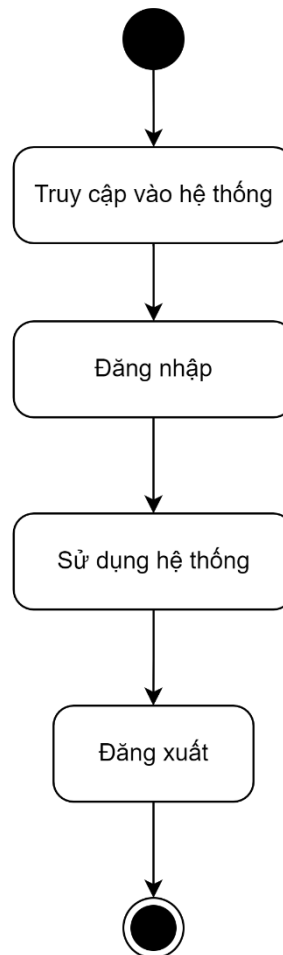 Truy cập vào hệ thống
Đăng nhập
Sử dụng hệ thống
Đăng xuất